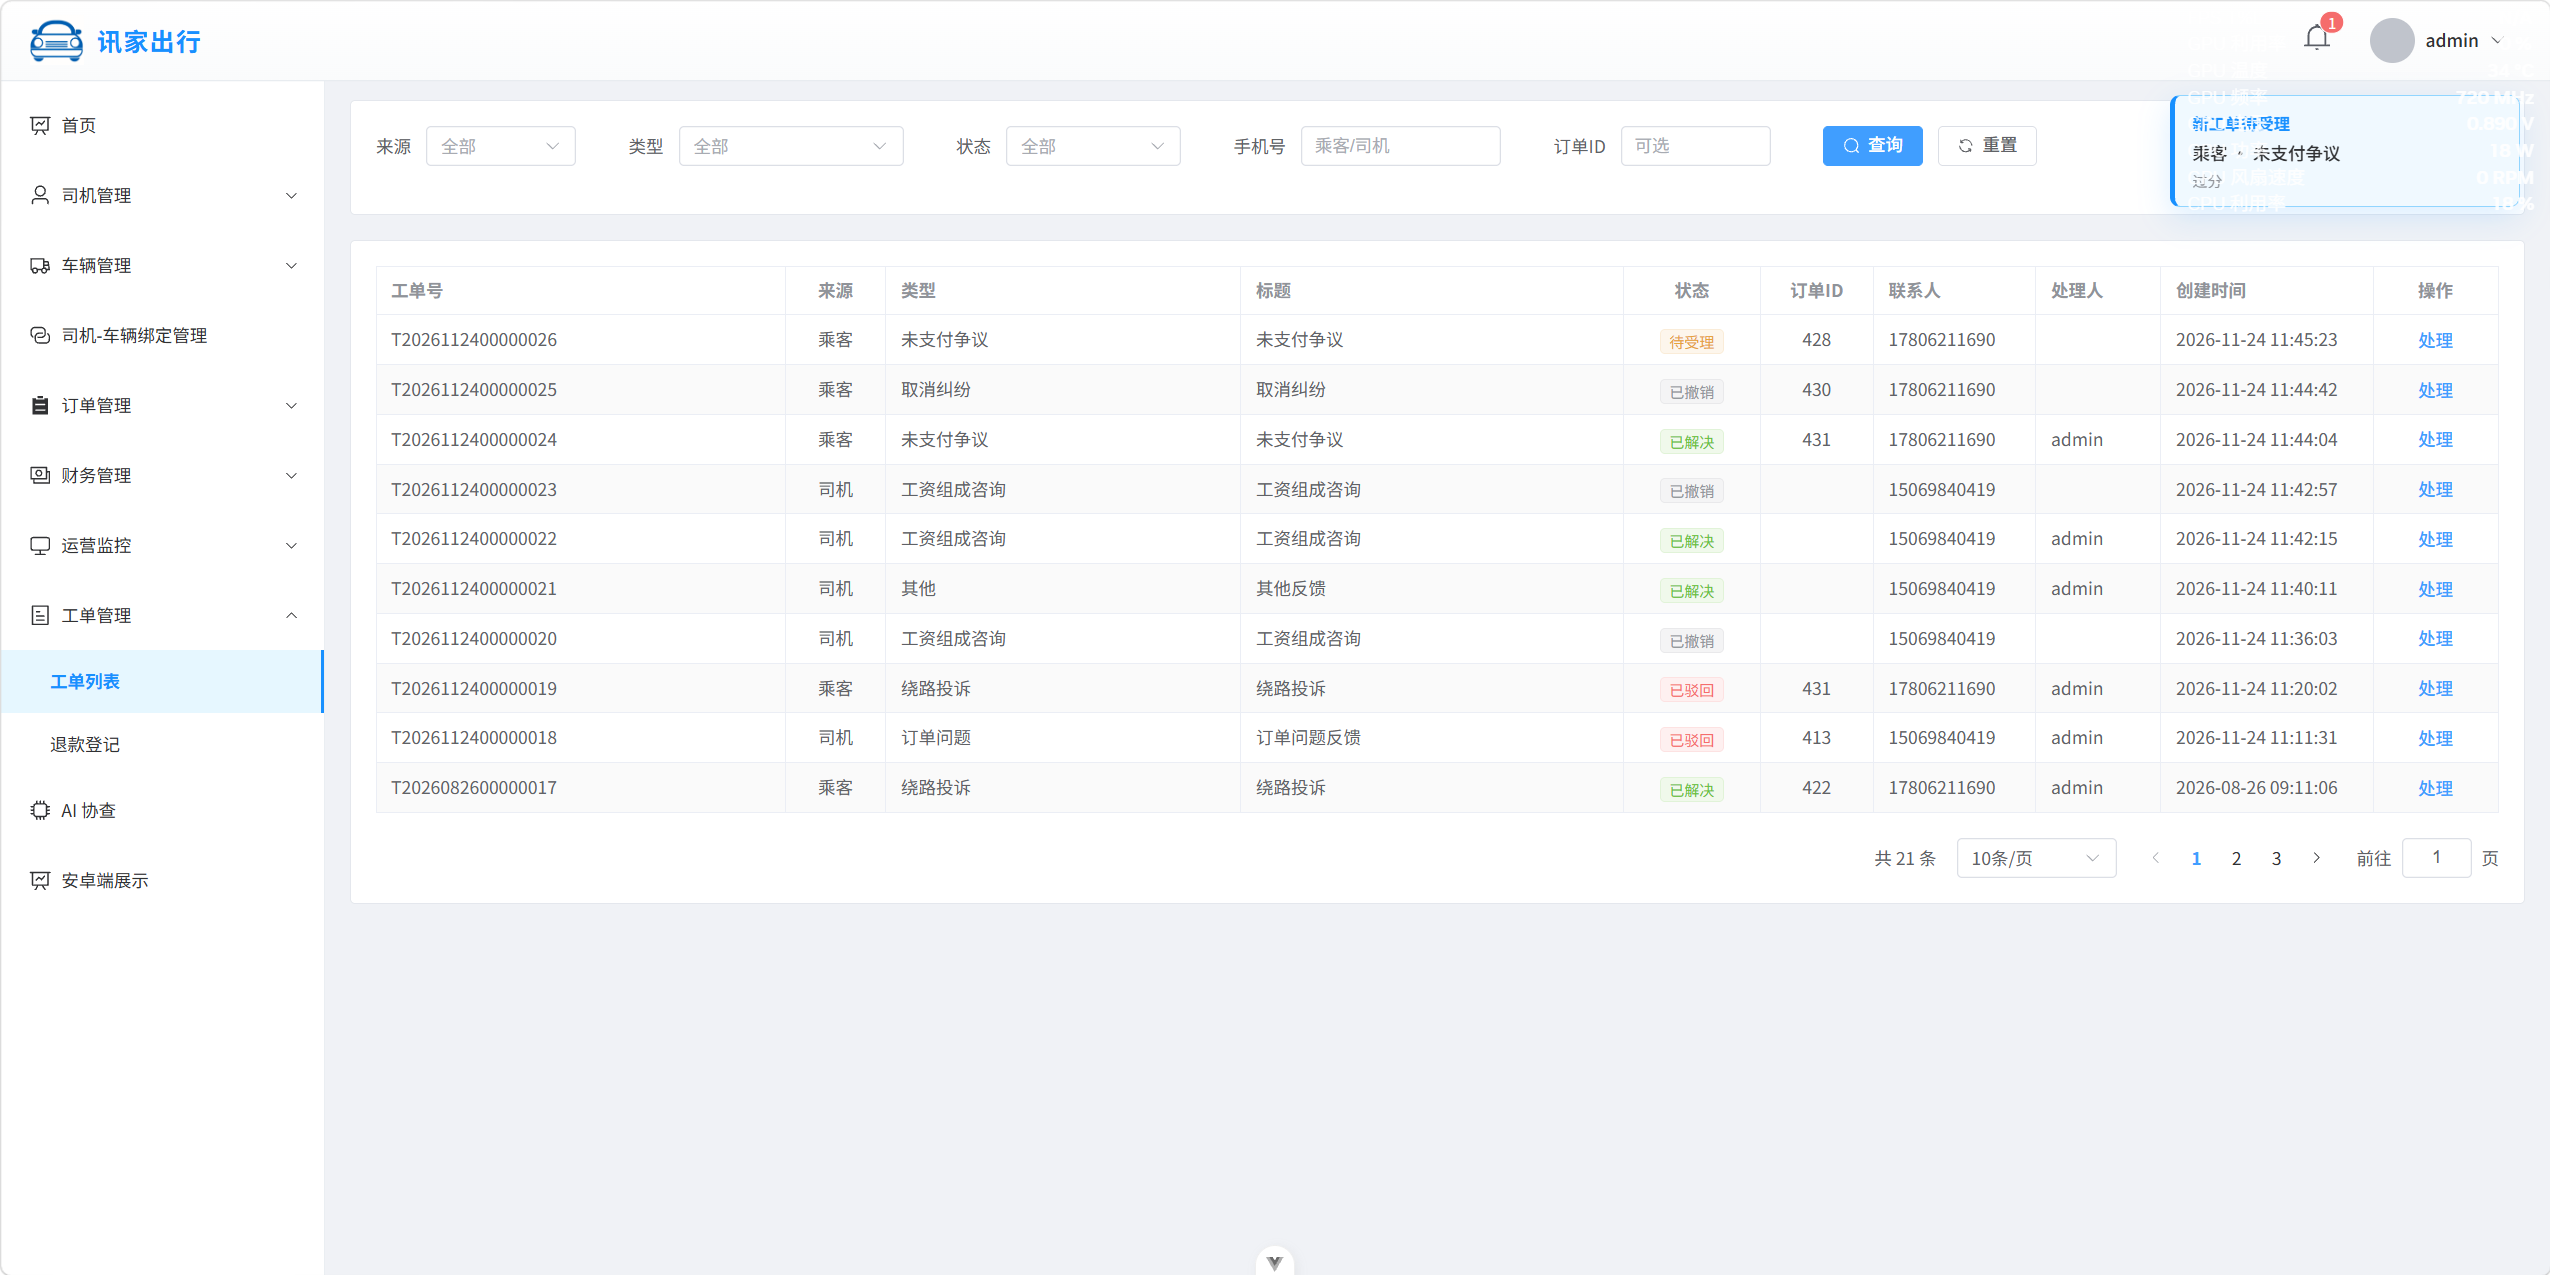 讯家出行
1
admin
首页
司机管理
车辆管理
司机-车辆绑定管理
订单管理
财务管理
运营监控
工单管理
工单列表
退款登记
AI 协查
安卓端展示
来源 全部 类型 全部 状态 全部 手机号 乘客/司机 订单ID 可选 查询 重置
GPU 频率 720 MHz
新工单待受理 0.890 V
乘客 · 未支付争议 18 W
风扇速度 0 RPM
CPU 利用率
工单号 来源 类型 标题 状态 订单ID 联系人 处理人 创建时间 操作
T2026112400000026 乘客 未支付争议 未支付争议 待受理 428 17806211690 2026-11-24 11:45:23 处理
T2026112400000025 乘客 取消纠纷 取消纠纷 已撤销 430 17806211690 2026-11-24 11:44:42 处理
T2026112400000024 乘客 未支付争议 未支付争议 已解决 431 17806211690 admin 2026-11-24 11:44:04 处理
T2026112400000023 司机 工资组成咨询 工资组成咨询 已撤销 15069840419 2026-11-24 11:42:57 处理
T2026112400000022 司机 工资组成咨询 工资组成咨询 已解决 15069840419 admin 2026-11-24 11:42:15 处理
T2026112400000021 司机 其他 其他反馈 已解决 15069840419 admin 2026-11-24 11:40:11 处理
T2026112400000020 司机 工资组成咨询 工资组成咨询 已撤销 15069840419 2026-11-24 11:36:03 处理
T2026112400000019 乘客 绕路投诉 绕路投诉 已驳回 431 17806211690 admin 2026-11-24 11:20:02 处理
T2026112400000018 司机 订单问题 订单问题反馈 已驳回 413 15069840419 admin 2026-11-24 11:11:31 处理
T2026082600000017 乘客 绕路投诉 绕路投诉 已解决 422 17806211690 admin 2026-08-26 09:11:06 处理
共 21 条 10条/页 1 2 3 前往 1 页